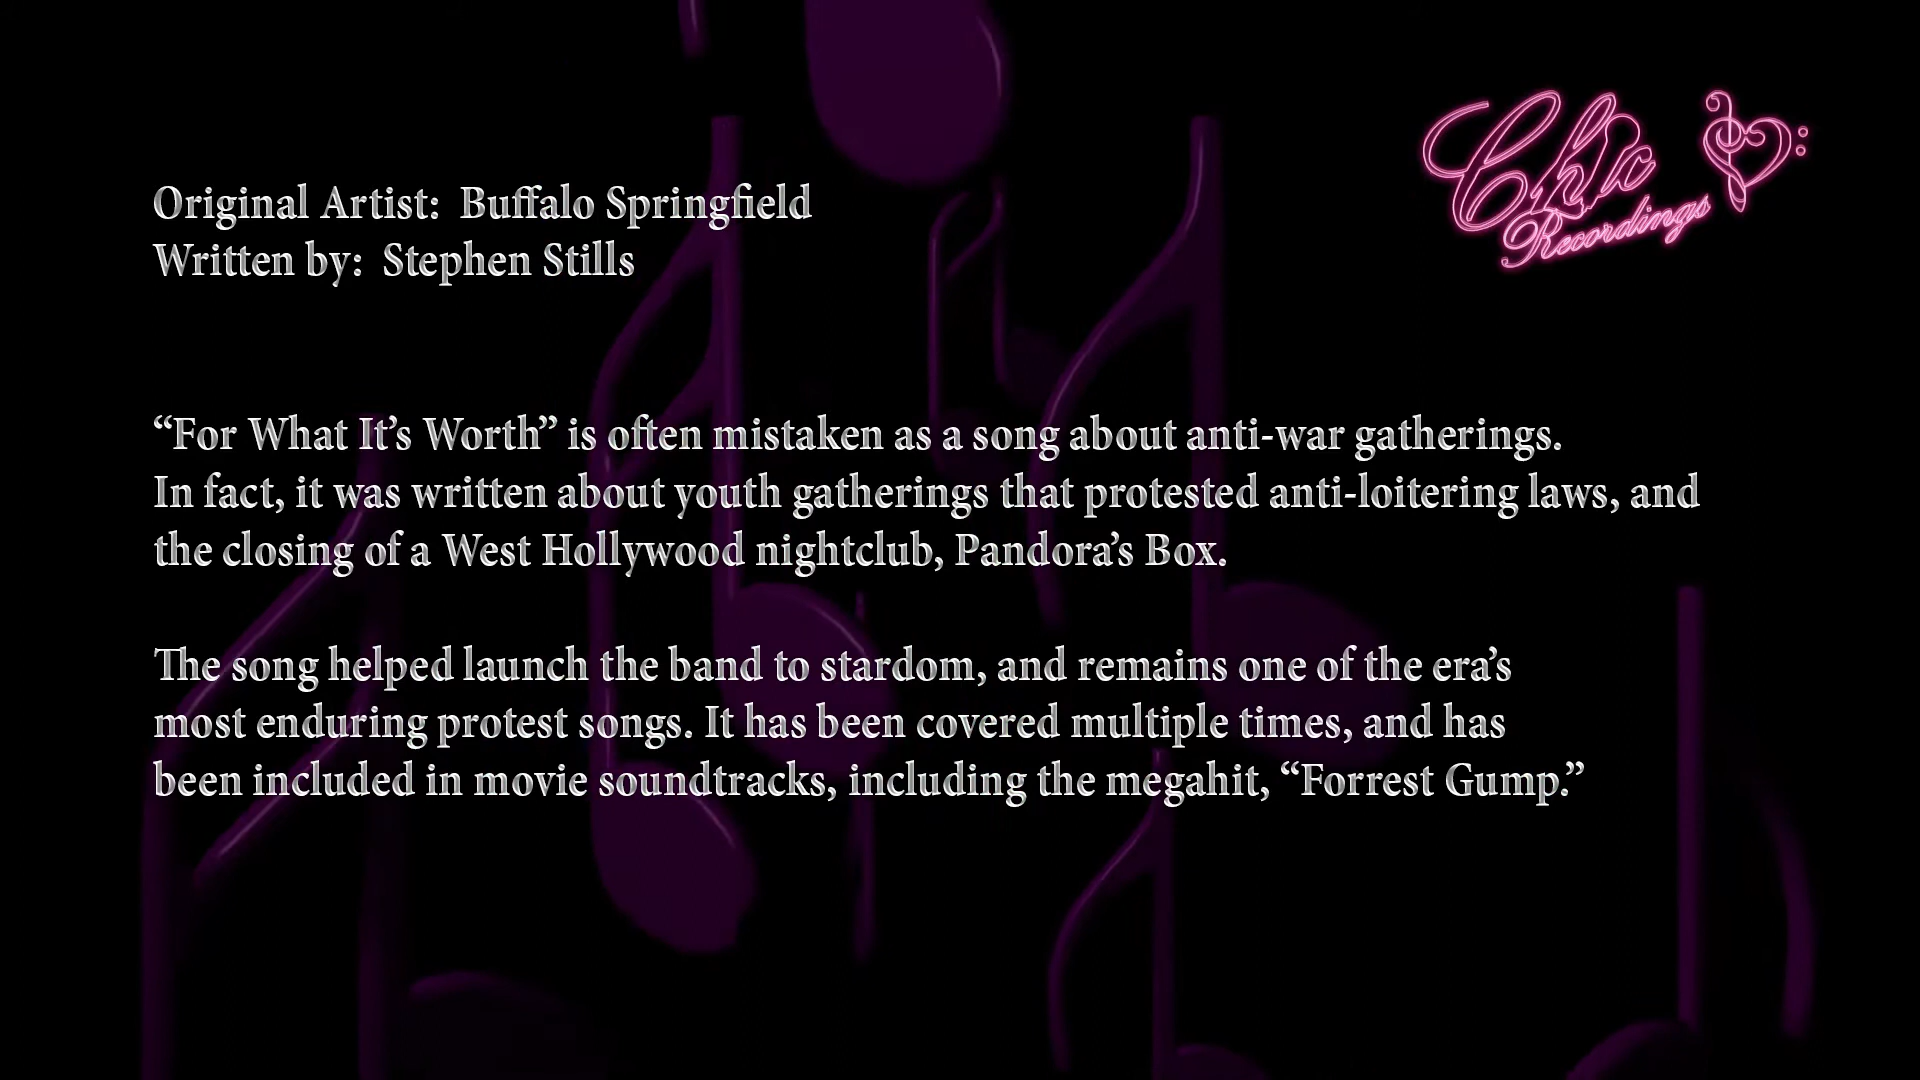 Chic
Recordings
Original Artist:  Buffalo Springfield
Written by:  Stephen Stills
“For What It’s Worth” is often mistaken as a song about anti-war gatherings.
In fact, it was written about youth gatherings that protested anti-loitering laws, and
the closing of a West Hollywood nightclub, Pandora’s Box.
The song helped launch the band to stardom, and remains one of the era’s
most enduring protest songs. It has been covered multiple times, and has
been included in movie soundtracks, including the megahit, “Forrest Gump.”